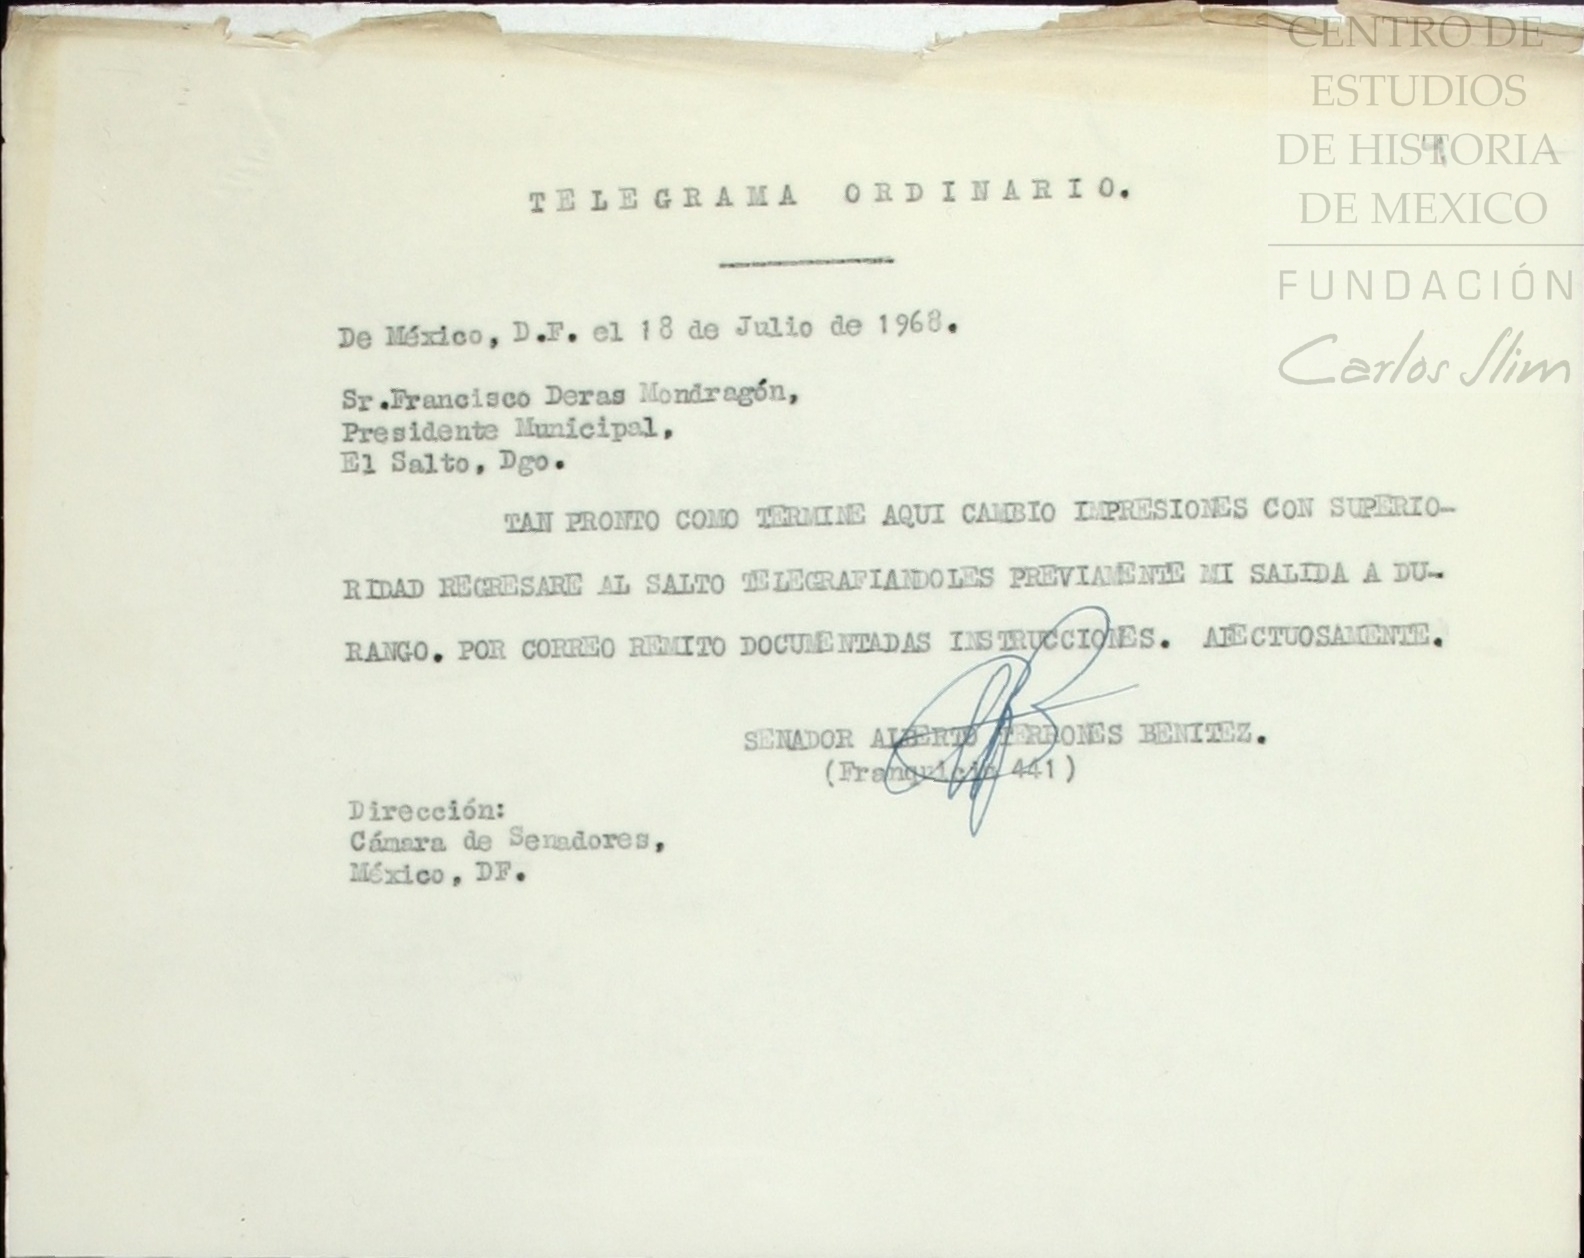 CENTRO DE
ESTUDIOS
DE HISTORIA
DE MEXICO
FUNDACIÓN
Carlos Slim
TELEGRAMA ORDINARIO.
De México, D.F. el 18 de Julio de 1968.
Sr.Francisco Deras Mondragón,
Presidente Municipal,
El Salto, Dgo.
TAN PRONTO COMO TERMINE AQUI CAMBIO IMPRESIONES CON SUPERIO-
RIDAD REGRESARE AL SALTO TELEGRAFIANDOLES PREVIAMENTE MI SALIDA A DU-
RANGO. POR CORREO REMITO DOCUMENTADAS INSTRUCCIONES. AFECTUOSAMENTE.
SENADOR ALBERTO TERRONES BENITEZ.
(Franquicia 441)
Dirección:
Cámara de Senadores,
México, DF.